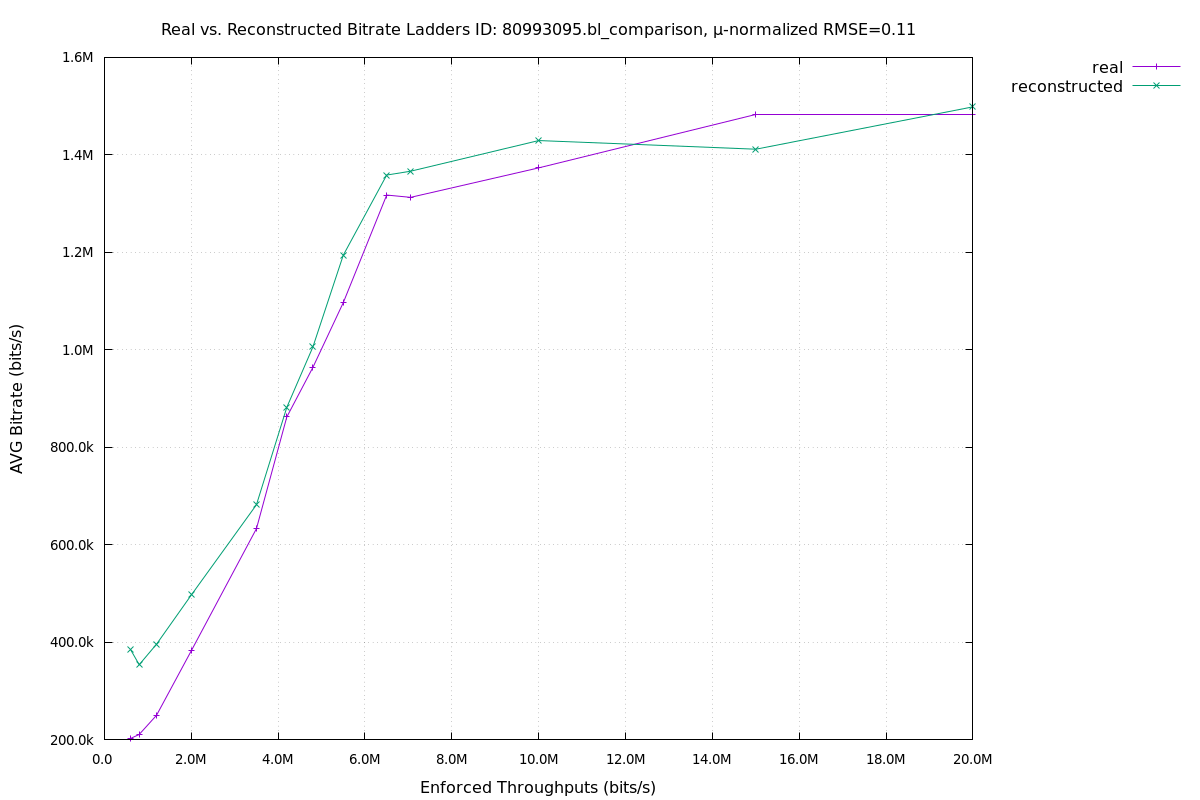 Real vs. Reconstructed Bitrate Ladders ID: 80993095.bl_comparison, μ-normalized RMSE=0.11
real
reconstructed
1.6M
1.4M
1.2M
1.0M
800.0k
600.0k
400.0k
200.0k
AVG Bitrate (bits/s)
0.0 2.0M 4.0M 6.0M 8.0M 10.0M 12.0M 14.0M 16.0M 18.0M 20.0M
Enforced Throughputs (bits/s)